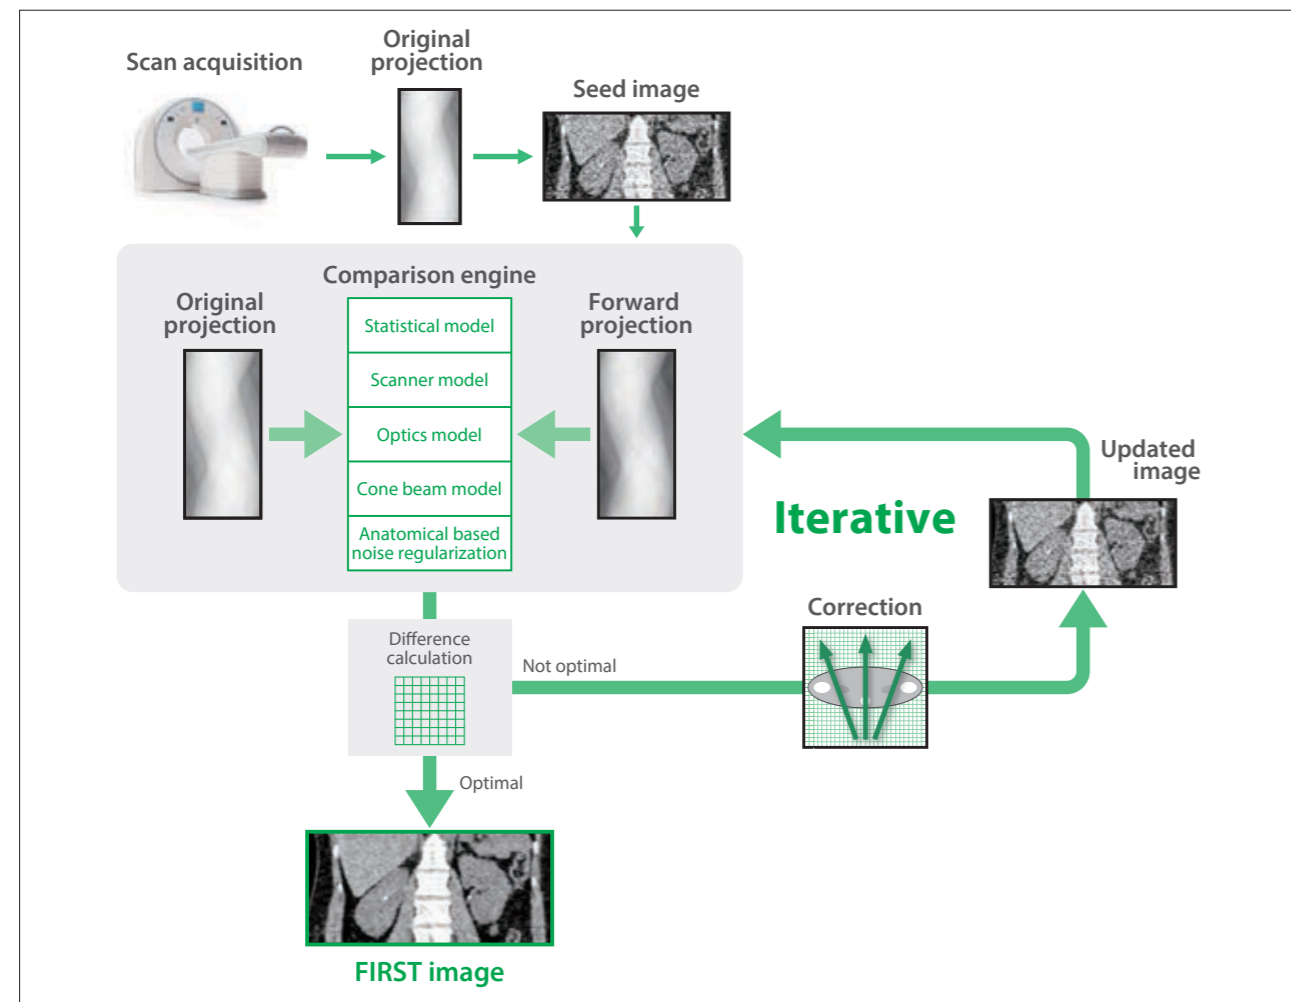 Scan acquisition
Original
projection
Seed image
Comparison engine
Original
projection
Statistical model
Scanner model
Optics model
Cone beam model
Anatomical based
noise regularization
Forward
projection
Iterative
Updated
image
Difference
calculation
Not optimal
Correction
Optimal
FIRST image